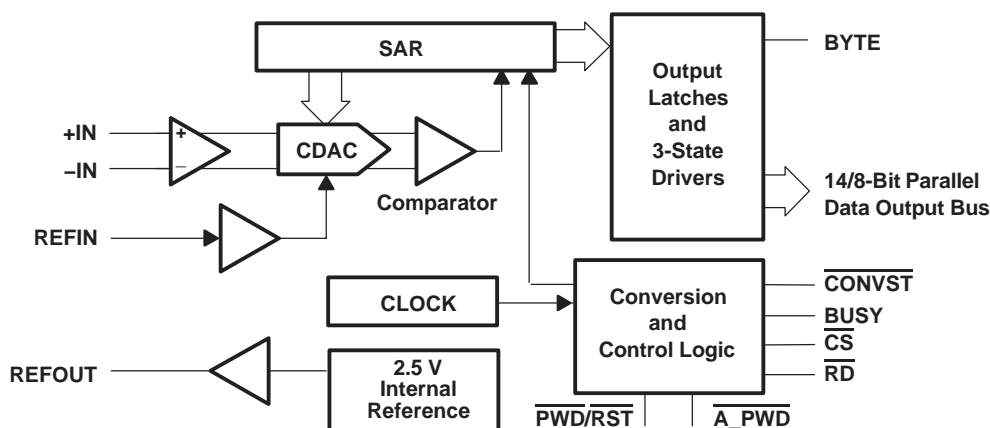 SAR
BYTE
Output
Latches
and
3-State
Drivers
+IN
+
CDAC
–IN
–
Comparator
14/8-Bit Parallel
Data Output Bus
REFIN
CLOCK
Conversion
and
Control Logic
CONVST
BUSY
CS
RD
REFOUT
2.5 V
Internal
Reference
PWD/RST
A_PWD